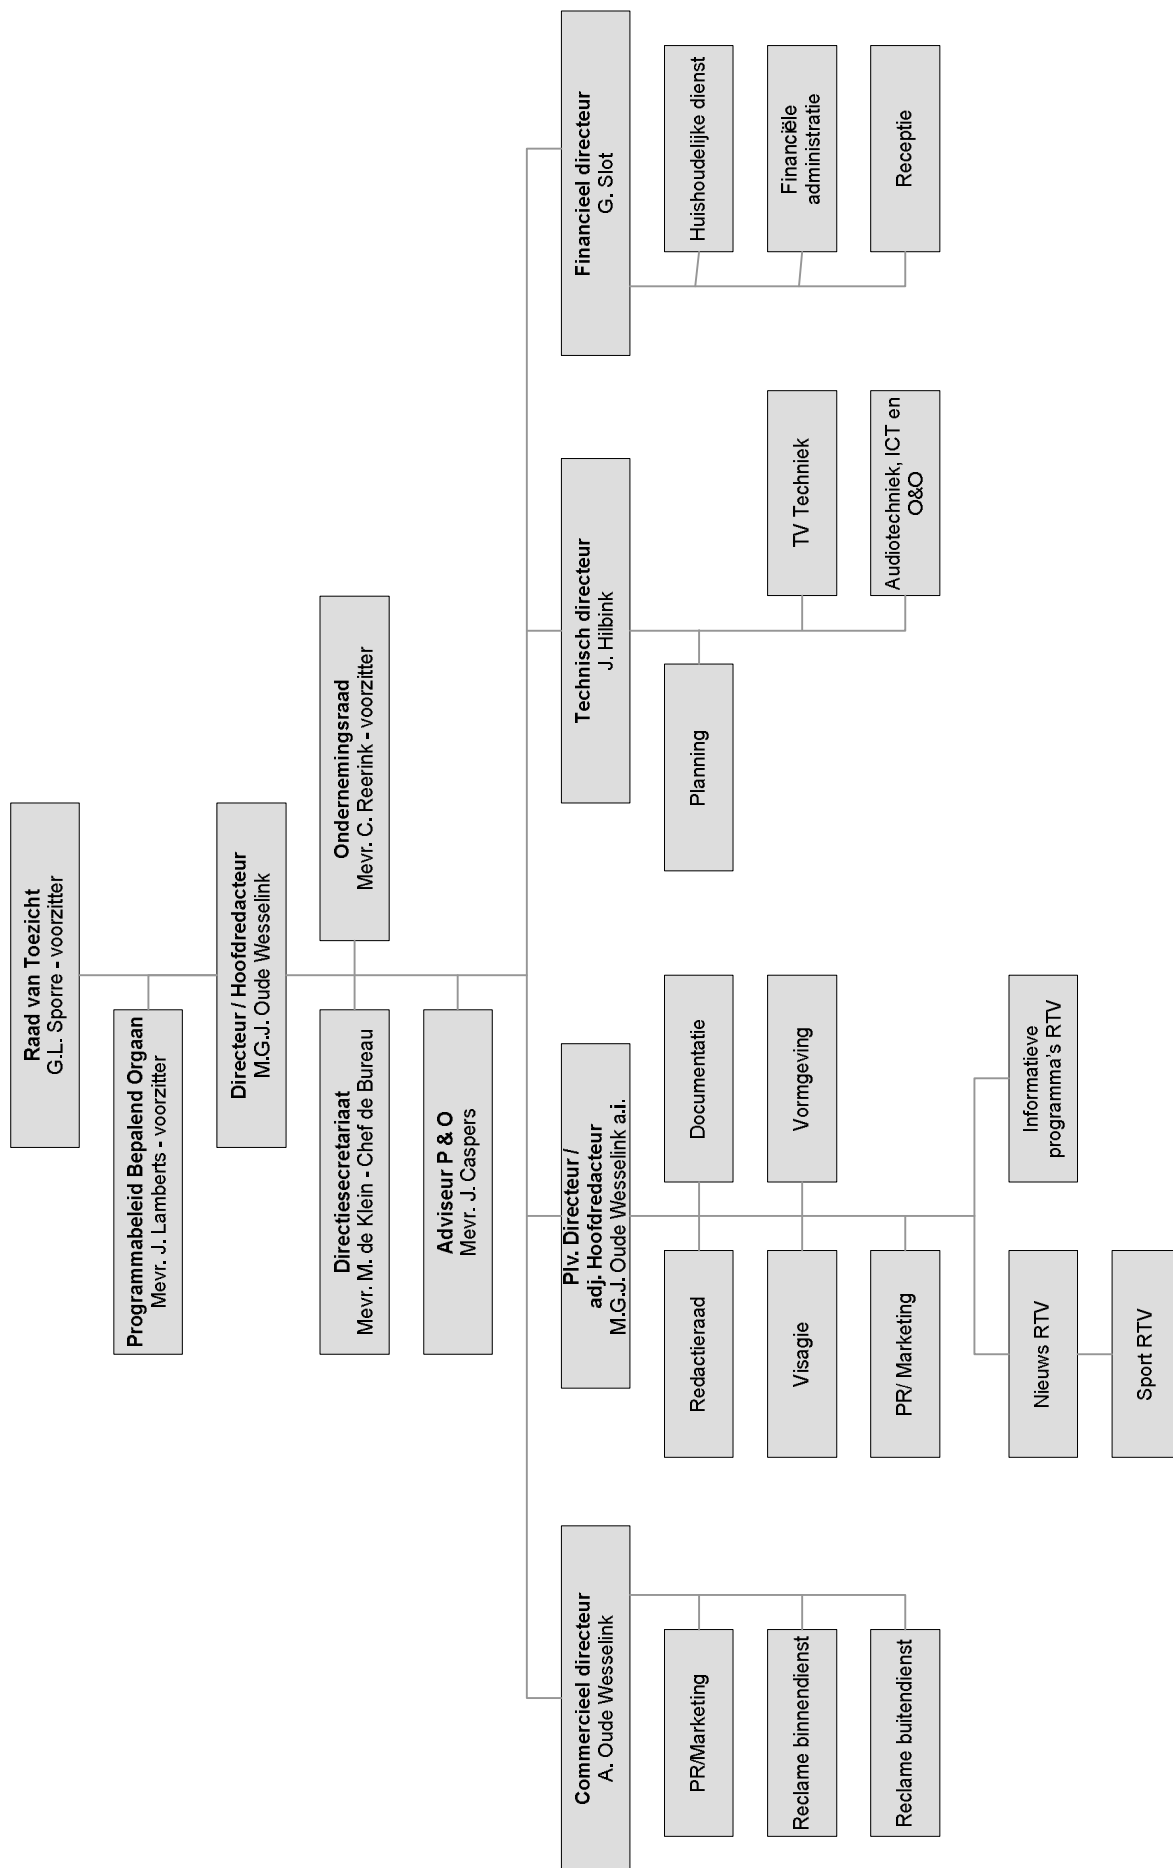 Raad van Toezicht
G.L. Sporre - voorzitter
Programmabeleid Bepalend Orgaan
Mevr. J. Lamberts - voorzitter
Directeur / Hoofdredacteur
M.G.J. Oude Wesselink
Directiesecretariaat
Mevr. M. de Klein - Chef de Bureau
Ondernemingsraad
Mevr. C. Reerink - voorzitter
Adviseur P & O
Mevr. J. Caspers
Commercieel directeur
A. Oude Wesselink
PR/Marketing
Reclame binnendienst
Reclame buitendienst
Plv. Directeur /
adj. Hoofdredacteur
M.G.J. Oude Wesselink a.i.
Redactieraad
Documentatie
Visagie
Vormgeving
PR/ Marketing
Nieuws RTV
Informatieve
programma's RTV
Sport RTV
Technisch directeur
J. Hilbink
Planning
TV Techniek
Audiotechniek, ICT en
O&O
Financieel directeur
G. Slot
Huishoudelijke dienst
Financiële
administratie
Receptie